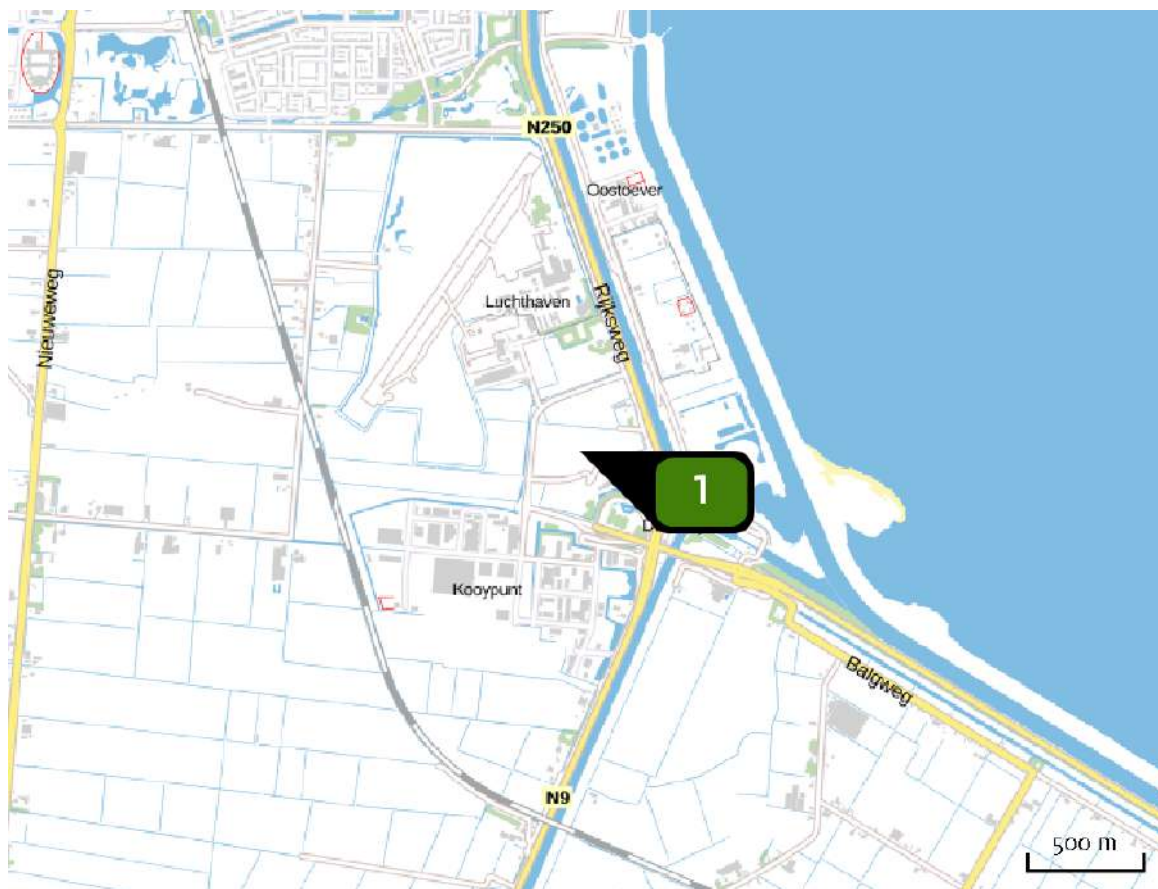 N250
Oostoever
Nieuweweg
Luchthaven
Rijksweg
1
Kooypunt
Balgweg
N9
500 m